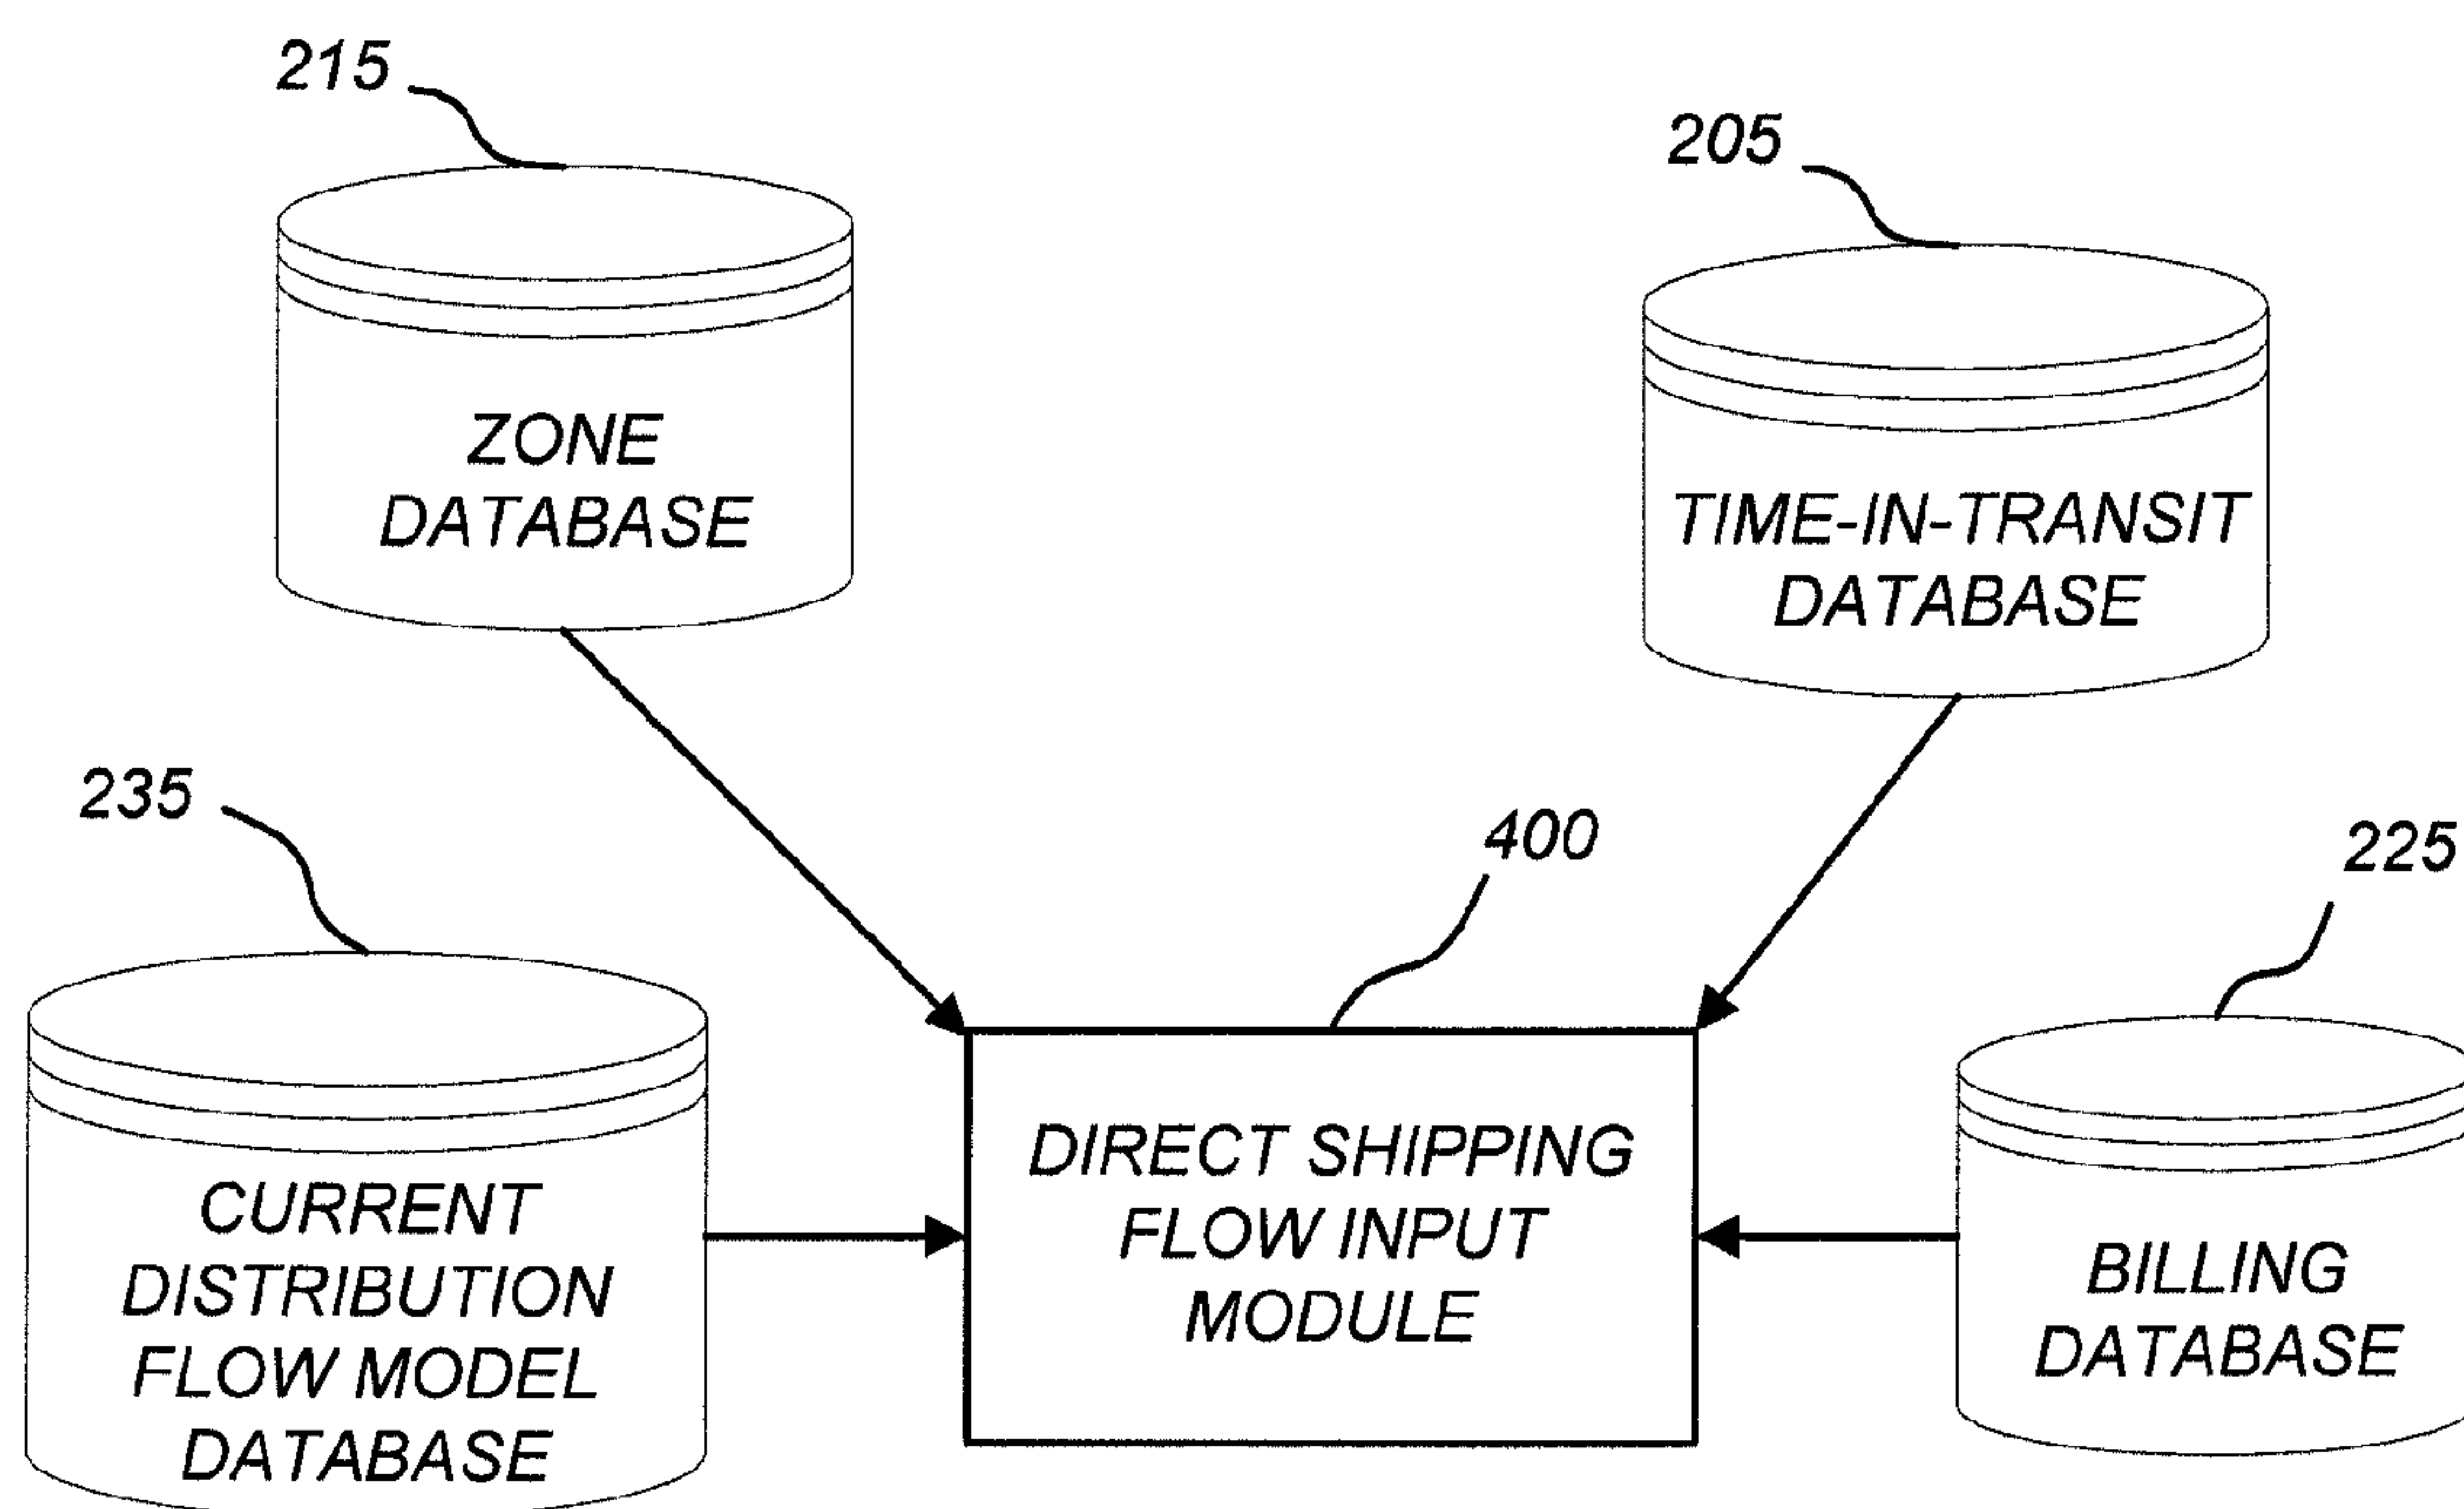 215
205
ZONE
DATABASE
TIME-IN-TRANSIT
DATABASE
235
400
225
CURRENT
DISTRIBUTION
FLOW MODEL
DATABASE
DIRECT SHIPPING
FLOW INPUT
MODULE
BILLING
DATABASE